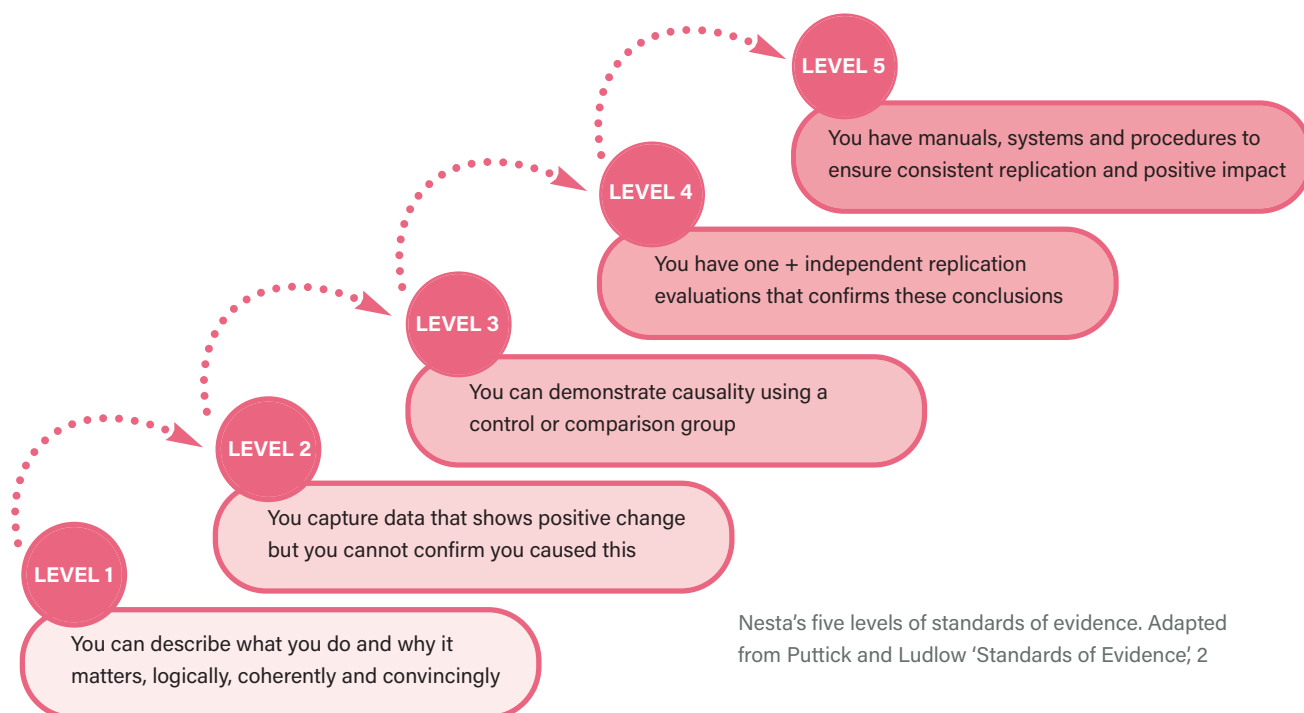 LEVEL 5
You have manuals, systems and procedures to
ensure consistent replication and positive impact
LEVEL 4
You have one + independent replication
evaluations that confirms these conclusions
LEVEL 3
You can demonstrate causality using a
control or comparison group
LEVEL 2
You capture data that shows positive change
but you cannot confirm you caused this
LEVEL 1
You can describe what you do and why it
matters, logically, coherently and convincingly
Nesta's five levels of standards of evidence. Adapted
from Puttick and Ludlow ‘Standards of Evidence’, 2